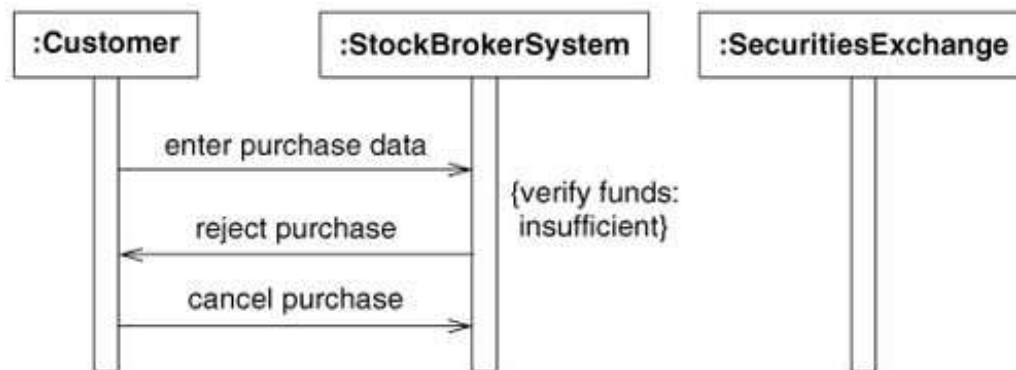 :Customer
:StockBrokerSystem
:SecuritiesExchange
enter purchase data
{verify funds:
insufficient}
reject purchase
cancel purchase